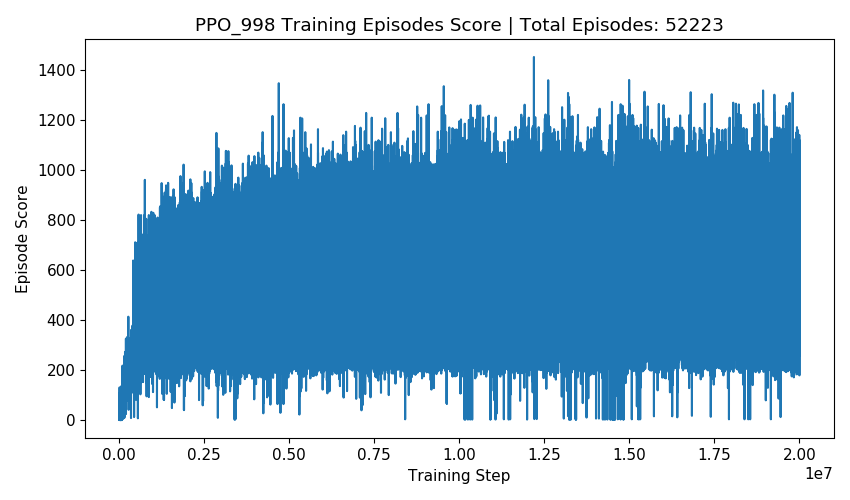 PPO_998 Training Episodes Score | Total Episodes: 52223
Episode Score
1400
1200
1000
800
600
400
200
0
0.00 0.25 0.50 0.75 1.00 1.25 1.50 1.75 2.00
1e7
Training Step